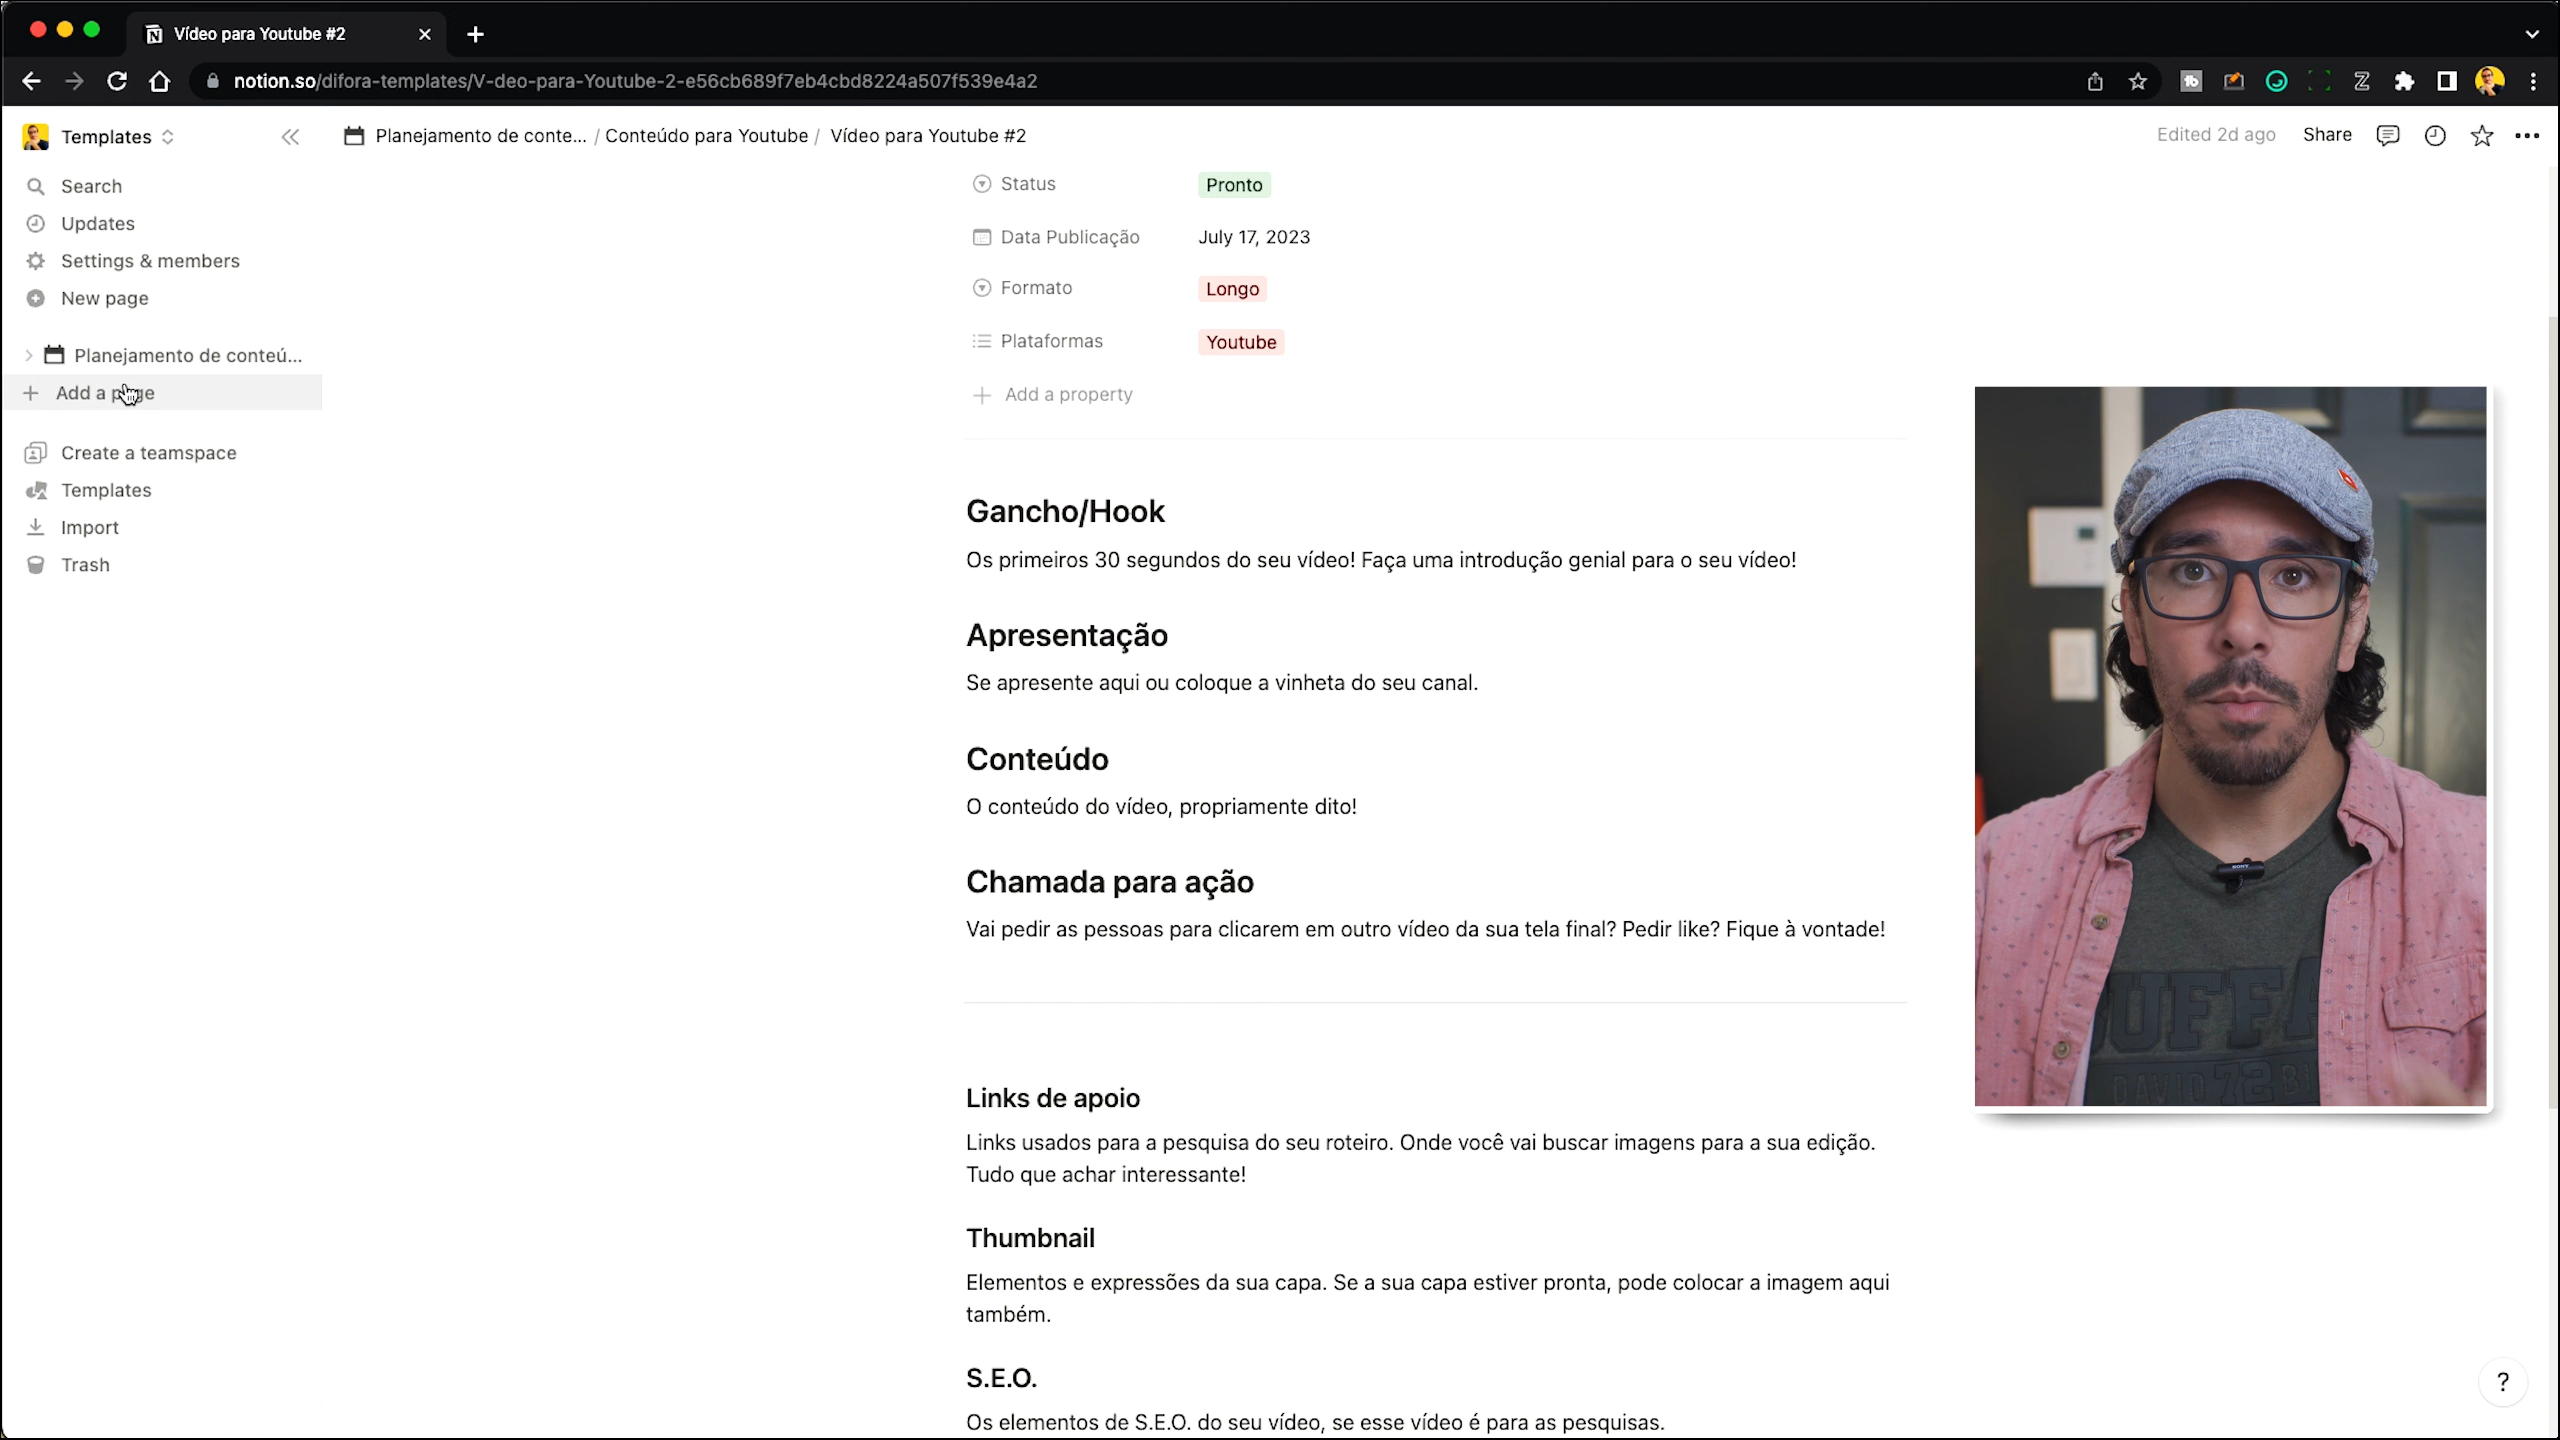 Vídeo para Youtube #2
notion.so/difora-templates/V-deo-para-Youtube-2-e56cb689f7eb4cbd8224a507f539e4a2
Templates
Planejamento de conte... / Conteúdo para Youtube / Vídeo para Youtube #2
Edited 2d ago
Share
Search
Updates
Settings & members
New page
Planejamento de conteú...
Add a page
Create a teamspace
Templates
Import
Trash
Status
Pronto
Data Publicação
July 17, 2023
Formato
Longo
Plataformas
Youtube
Add a property
Gancho/Hook
Os primeiros 30 segundos do seu vídeo! Faça uma introdução genial para o seu vídeo!
Apresentação
Se apresente aqui ou coloque a vinheta do seu canal.
Conteúdo
O conteúdo do vídeo, propriamente dito!
Chamada para ação
Vai pedir as pessoas para clicarem em outro vídeo da sua tela final? Pedir like? Fique à vontade!
Links de apoio
Links usados para a pesquisa do seu roteiro. Onde você vai buscar imagens para a sua edição.
Tudo que achar interessante!
Thumbnail
Elementos e expressões da sua capa. Se a sua capa estiver pronta, pode colocar a imagem aqui
também.
S.E.O.
Os elementos de S.E.O. do seu vídeo, se esse vídeo é para as pesquisas.
SONY
DAVID 72
?